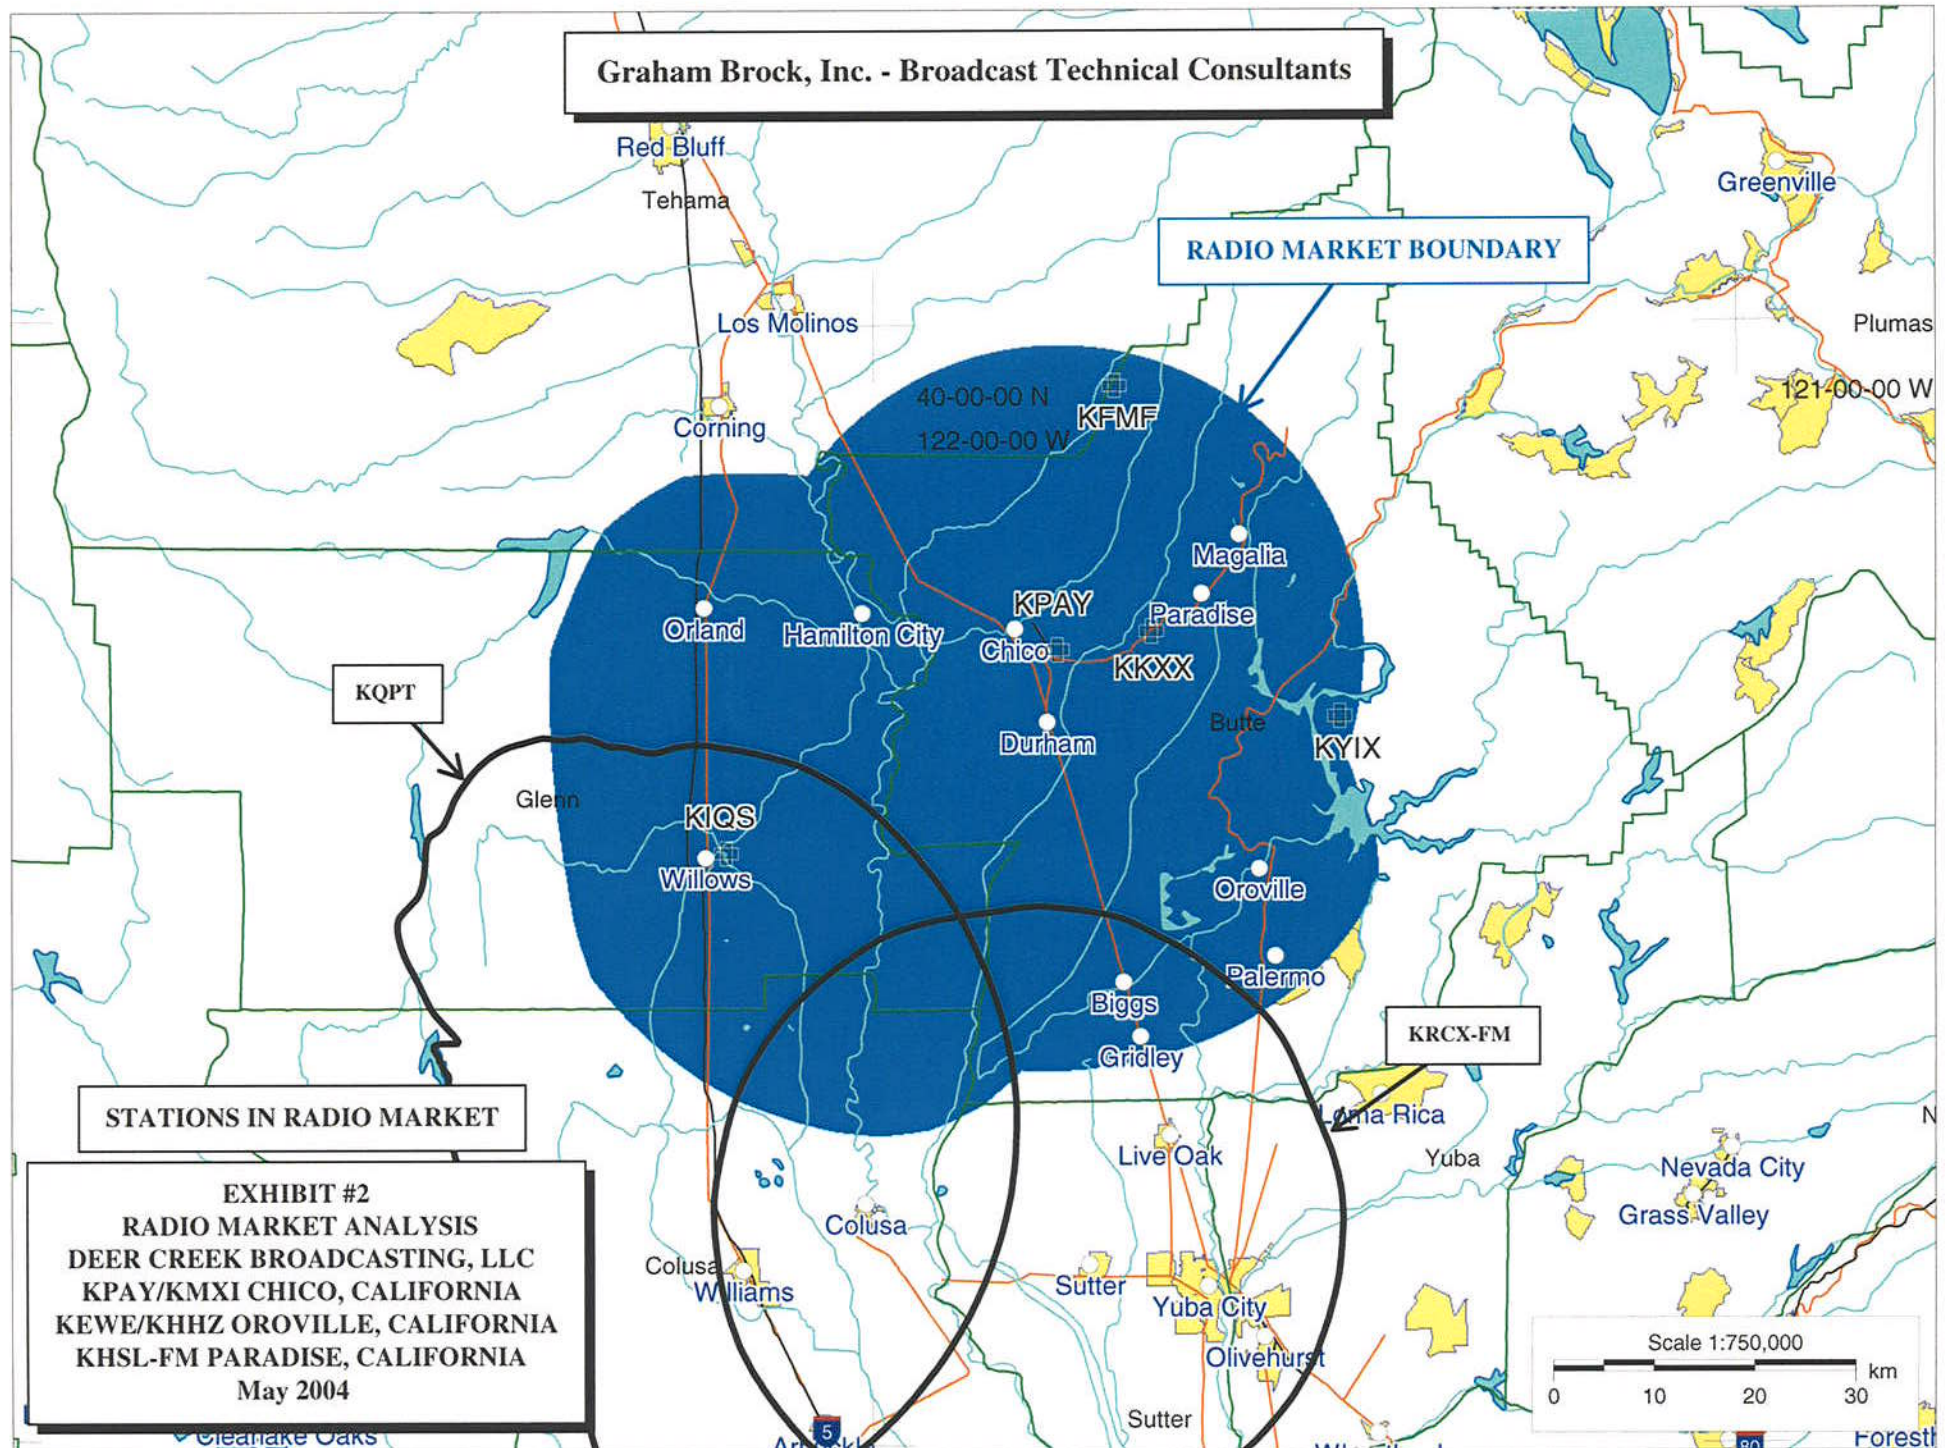 Graham Brock, Inc. - Broadcast Technical Consultants
Red Bluff
Tehama
Greenville
RADIO MARKET BOUNDARY
Los Molinos
Plumas
40-00-00 N
122-00-00 W
121-00-00 W
KFMF
Corning
Magalia
KPAY
Paradise
Orland
Hamilton City
Chico
KKXX
KQPT
Butte
Durham
KYIX
Glenn
KIQS
Willows
Oroville
Palermo
Biggs
KRCX-FM
Gridley
STATIONS IN RADIO MARKET
Loma Rica
N
Live Oak
Yuba
Nevada City
EXHIBIT #2
RADIO MARKET ANALYSIS
DEER CREEK BROADCASTING, LLC
KPAY/KMXI CHICO, CALIFORNIA
KEWE/KHHZ OROVILLE, CALIFORNIA
KHSL-FM PARADISE, CALIFORNIA
May 2004
Colusa
Grass Valley
Colusa
Williams
Sutter
Yuba City
Olivehurst
Scale 1:750,000
km
0 10 20 30
Sutter
5
80
Clearlake Oaks